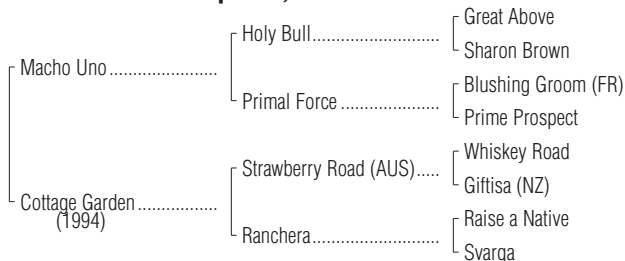 Great Above
Holy Bull
Sharon Brown
Macho Uno
Blushing Groom (FR)
Primal Force
Prime Prospect
Whiskey Road
Strawberry Road (AUS)
Giftisa (NZ)
Cottage Garden
(1994)
Raise a Native
Ranchera
Svarga